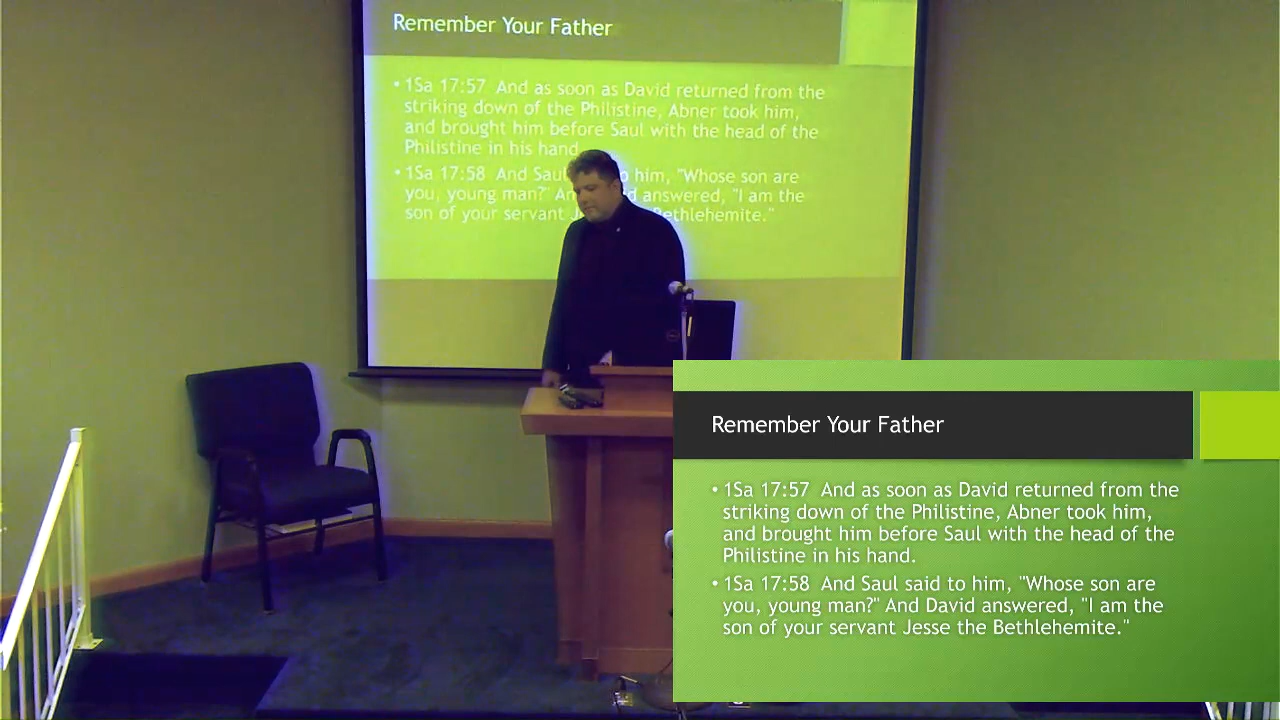 Remember Your Father
• 1Sa 17:57 And as soon as David returned from the
striking down of the Philistine, Abner took him,
and brought him before Saul with the head of the
Philistine in his hand
• 1Sa 17:58 And Saul o him, "Whose son are
you, young man?" An d answered, "I am the
son of your servant Je Bethlehemite."
Remember Your Father
• 1Sa 17:57 And as soon as David returned from the
striking down of the Philistine, Abner took him,
and brought him before Saul with the head of the
Philistine in his hand.
• 1Sa 17:58 And Saul said to him, "Whose son are
you, young man?" And David answered, "I am the
son of your servant Jesse the Bethlehemite."